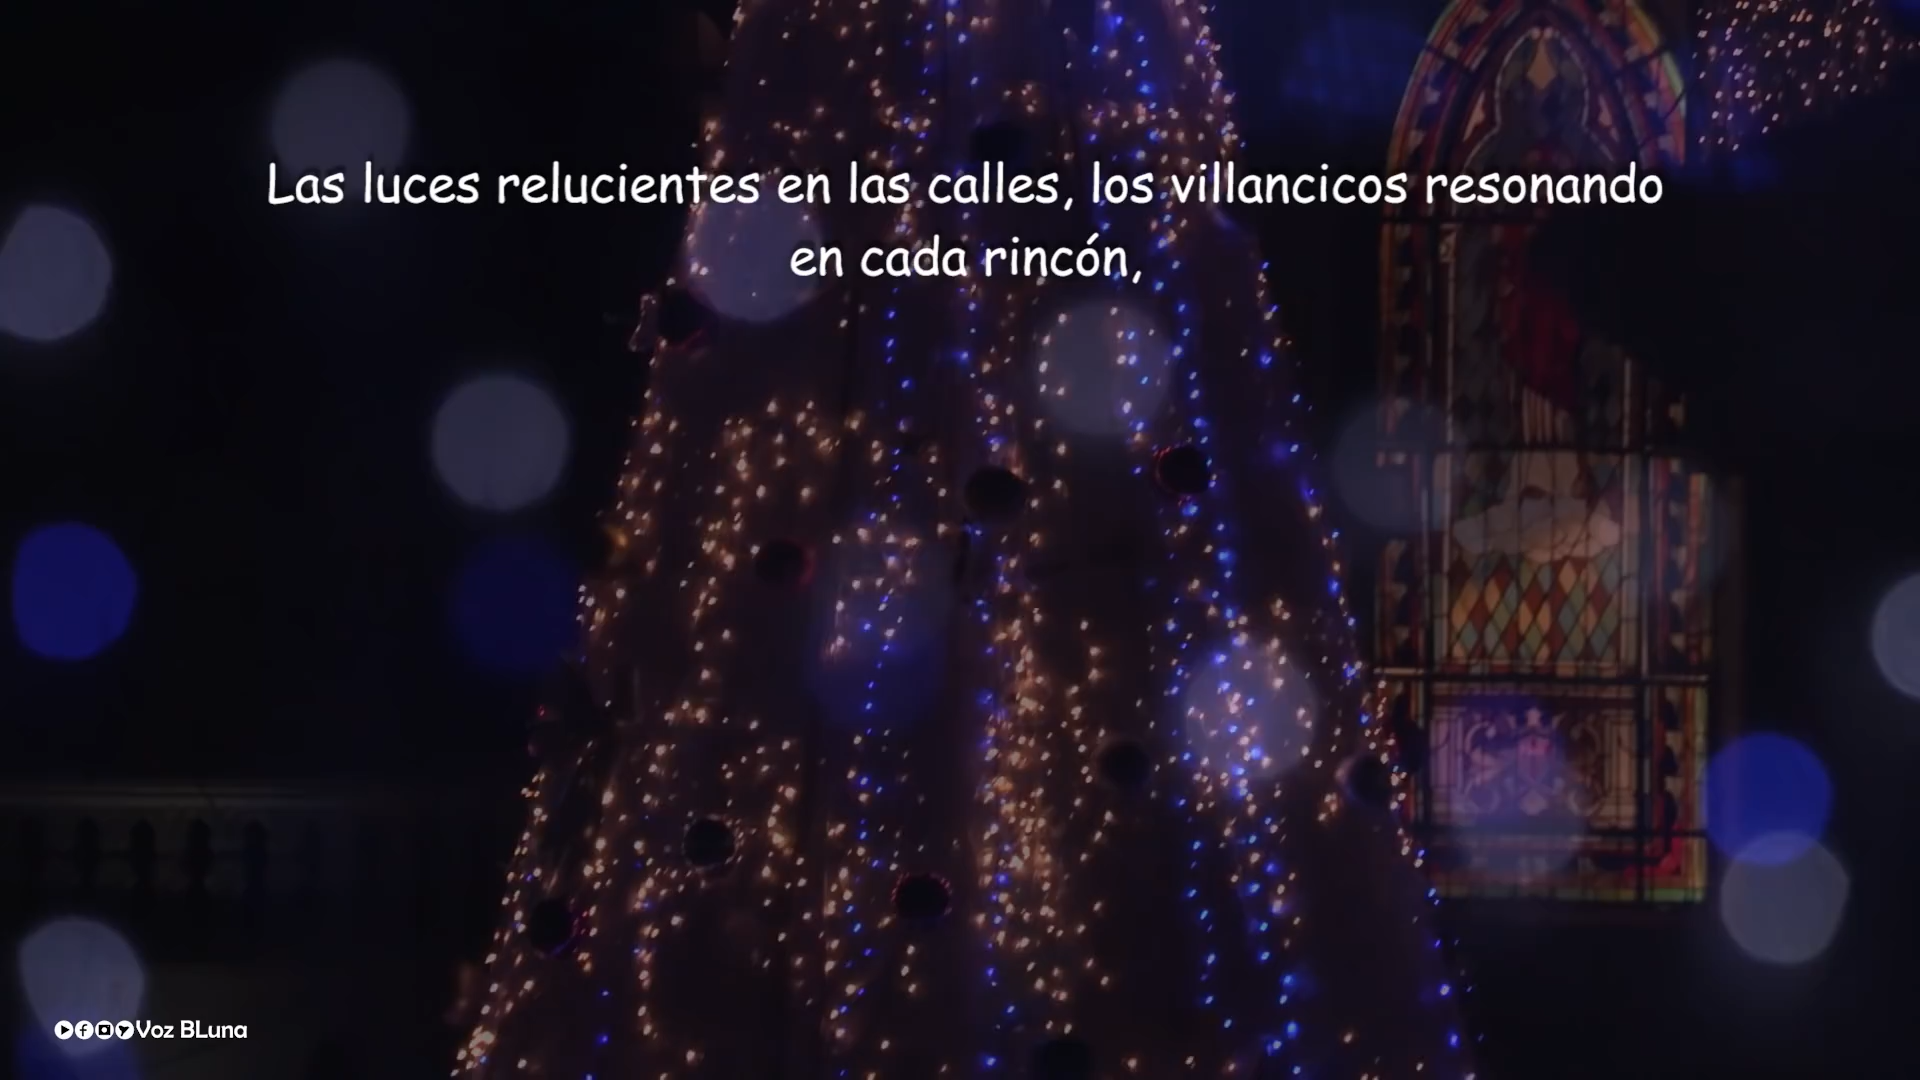 Las luces relucientes en las calles, los villancicos resonando
en cada rincón,
Voz BLuna